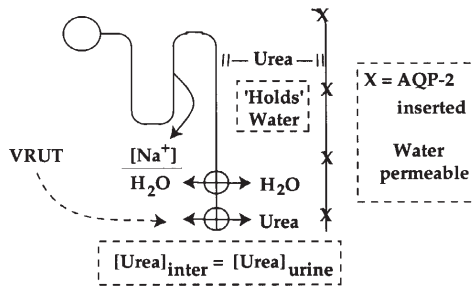 X
||— Urea —||
X
'Holds'
Water
X = AQP-2
inserted
Water
permeable
VRUT
[Na⁺]
H₂O
H₂O
X
Urea
X
[Urea]inter = [Urea]urine